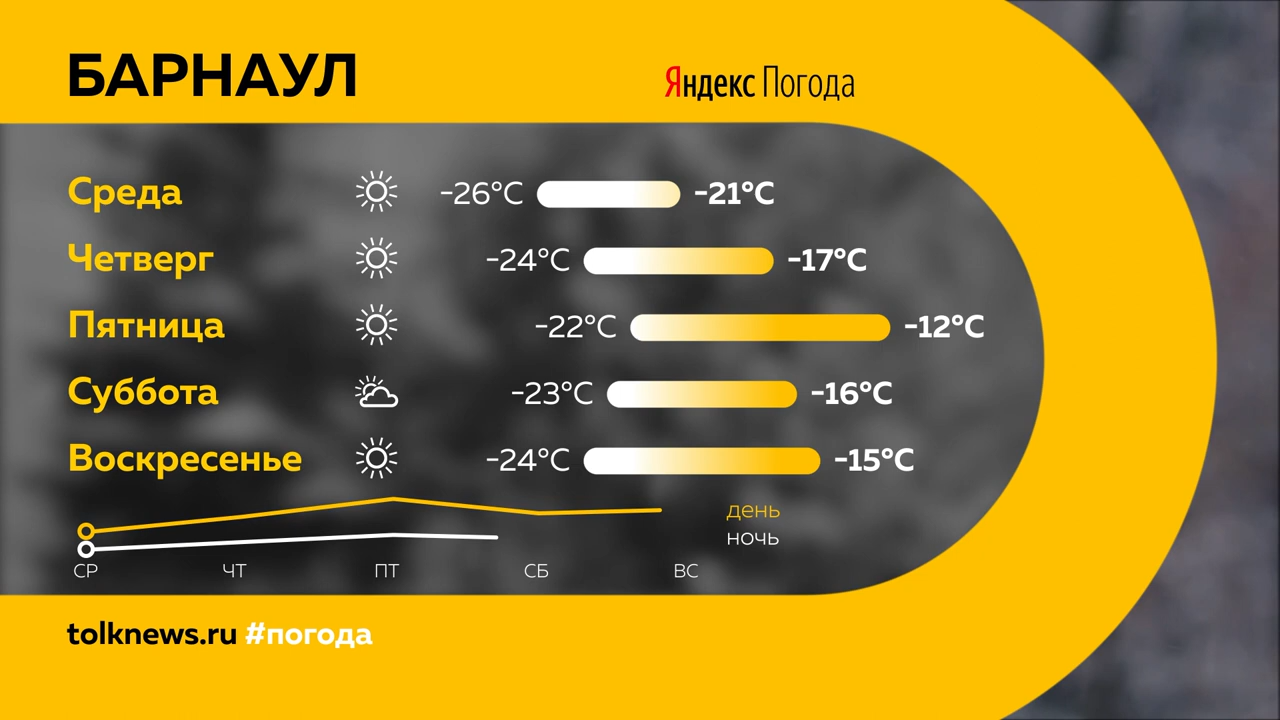 БАРНАУЛ
Яндекс Погода
Среда -26°C -21°C
Четверг -24°C -17°C
Пятница -22°C -12°C
Суббота -23°C -16°C
Воскресенье -24°C -15°C
день
ночь
СР ЧТ ПТ СБ ВС
tolknews.ru #погода